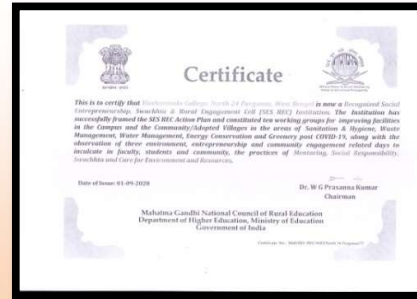 Certificate
This is to certify that College, North 24 Parganas, West Bengal is now a Recognized Social
Entrepreneurship, Swachhta & Rural Engagement Cell (SES REC) Institution. The Institution has
successfully framed the SES REC Action Plan and constituted ten working groups for improving facilities
in the Campus and the Community/Adopted Villages in the areas of Sanitation & Hygiene, Waste
Management, Water Management, Energy Conservation and Greenery post COVID-19, along with the
observation of three environment, entrepreneurship and community engagement related days to
inculcate in faculty, students and community, the practices of Mentoring, Social Responsibility,
Swachhta and Care for Environment and Resources.
Date of Issue: 01-09-2020
Dr. W G Prasanna Kumar
Chairman
Mahatma Gandhi National Council of Rural Education
Department of Higher Education, Ministry of Education
Government of India
Certificate No.